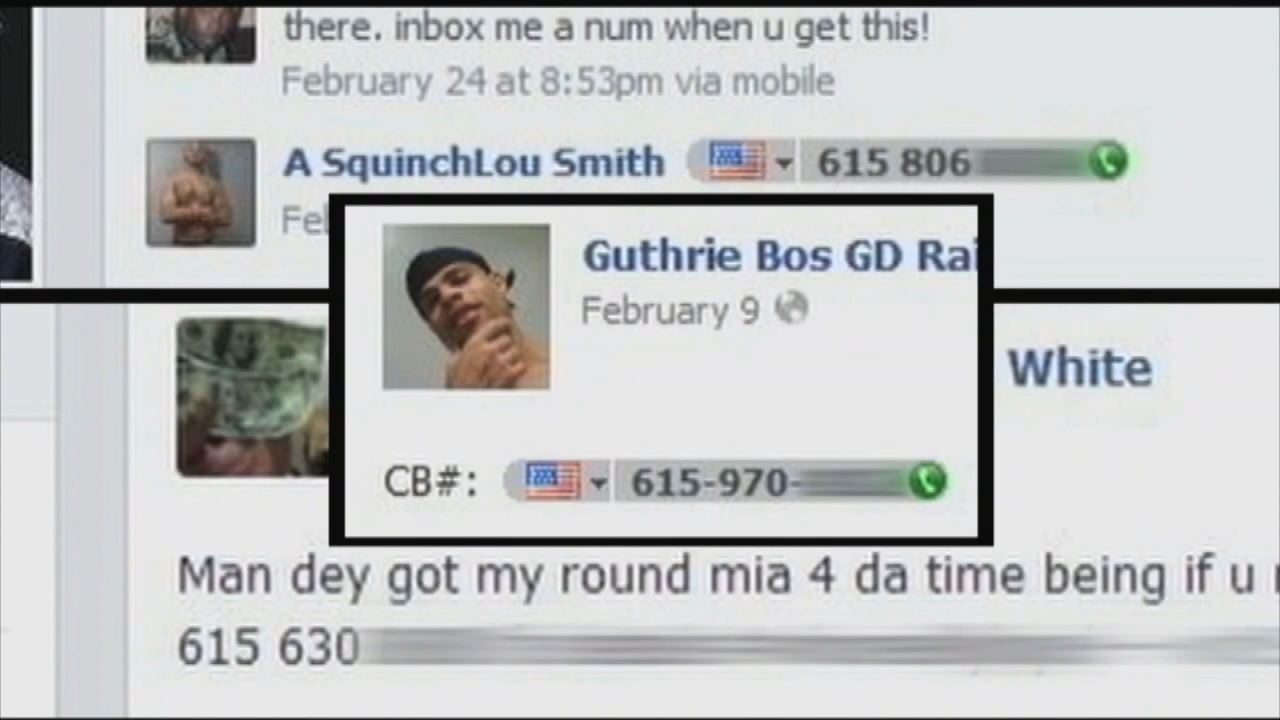 there. inbox me a num when u get this!
February 24 at 8:53pm via mobile
A SquinchLou Smith 615 806
Guthrie Bos GD Rai
February 9
White
CB#: 615-970-
Man dey got my round mia 4 da time being if u
615 630